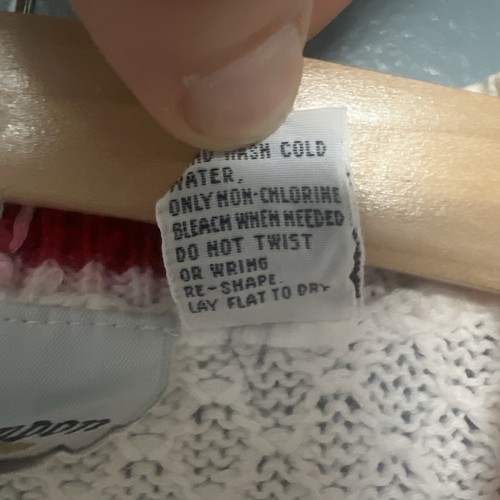 WASH COLD
WATER,
ONLY NON-CHLORINE
BLEACH WHEN NEEDED
DO NOT TWIST
OR WRING
RE-SHAPE.
LAY FLAT TO DRY